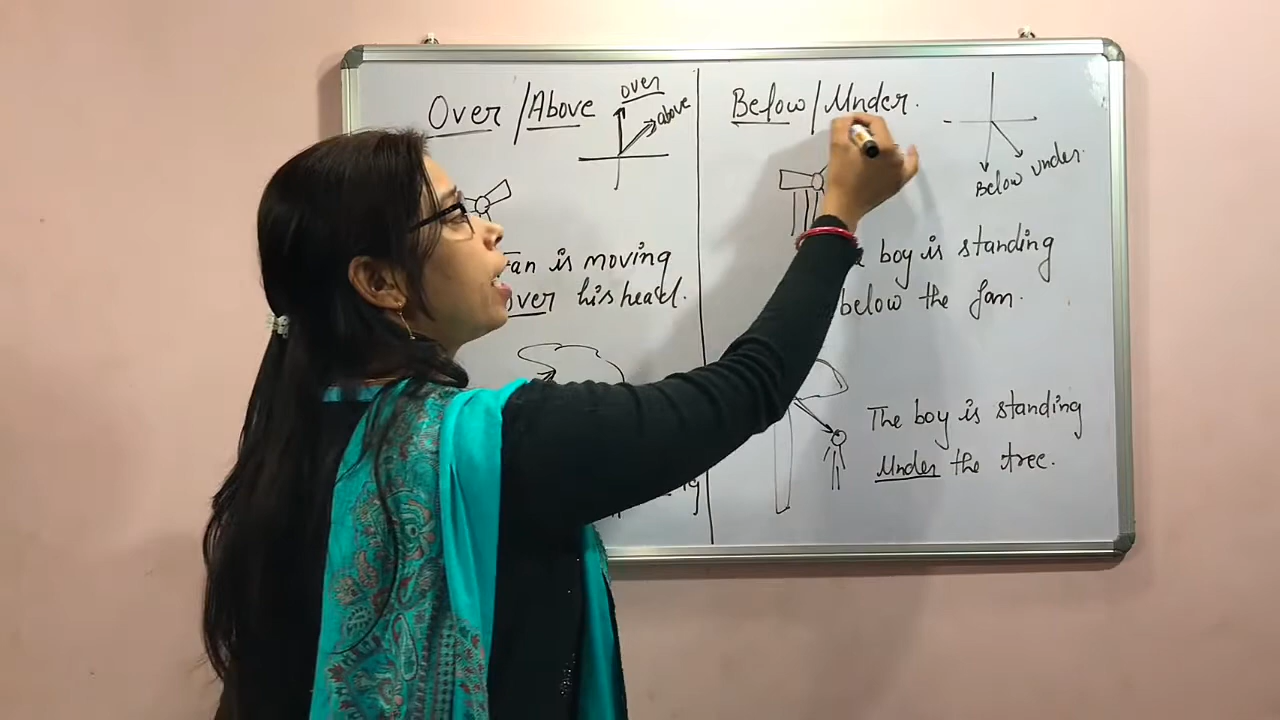 Over / Above
over
above
Fan is moving
over his head.
Below / Under.
Below under.
boy is standing
below the fan.
The boy is standing
Under the tree.